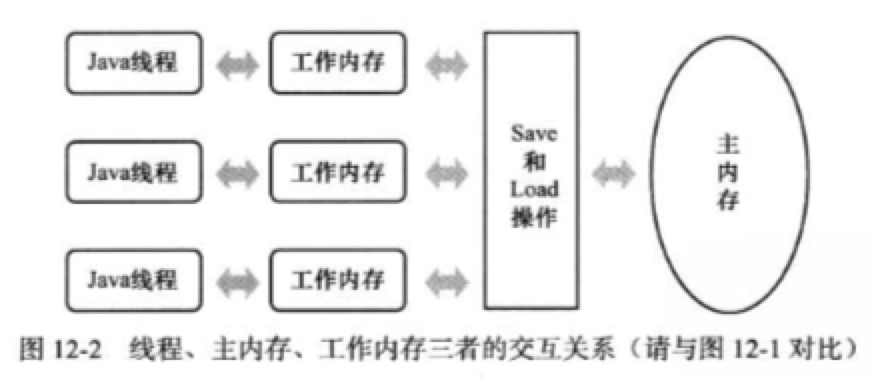 Java线程
工作内存
Java线程
工作内存
Java线程
工作内存
Save
和
Load
操作
主
内
存
图 12-2 线程、主内存、工作内存三者的交互关系（请与图 12-1 对比）